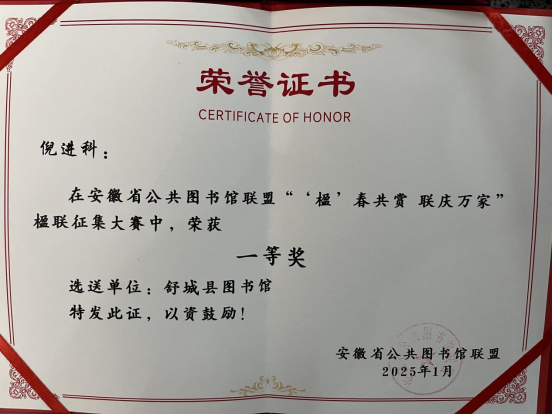 荣誉证书
CERTIFICATE OF HONOR
倪进科：
在安徽省公共图书馆联盟“‘楹’春共赏 联庆万家”
楹联征集大赛中，荣获
一等奖
选送单位：舒城县图书馆
特发此证，以资鼓励！
安徽省公共图书馆联盟
2025年1月